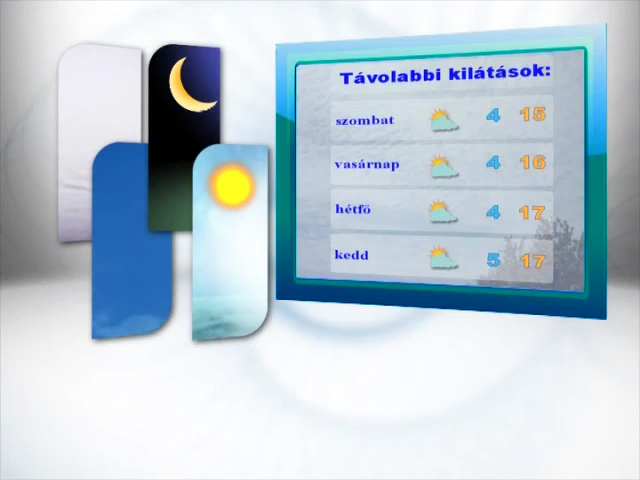 Távolabbi kilátások:
szombat 4 15
vasárnap 4 16
hétfő 4 17
kedd 5 17